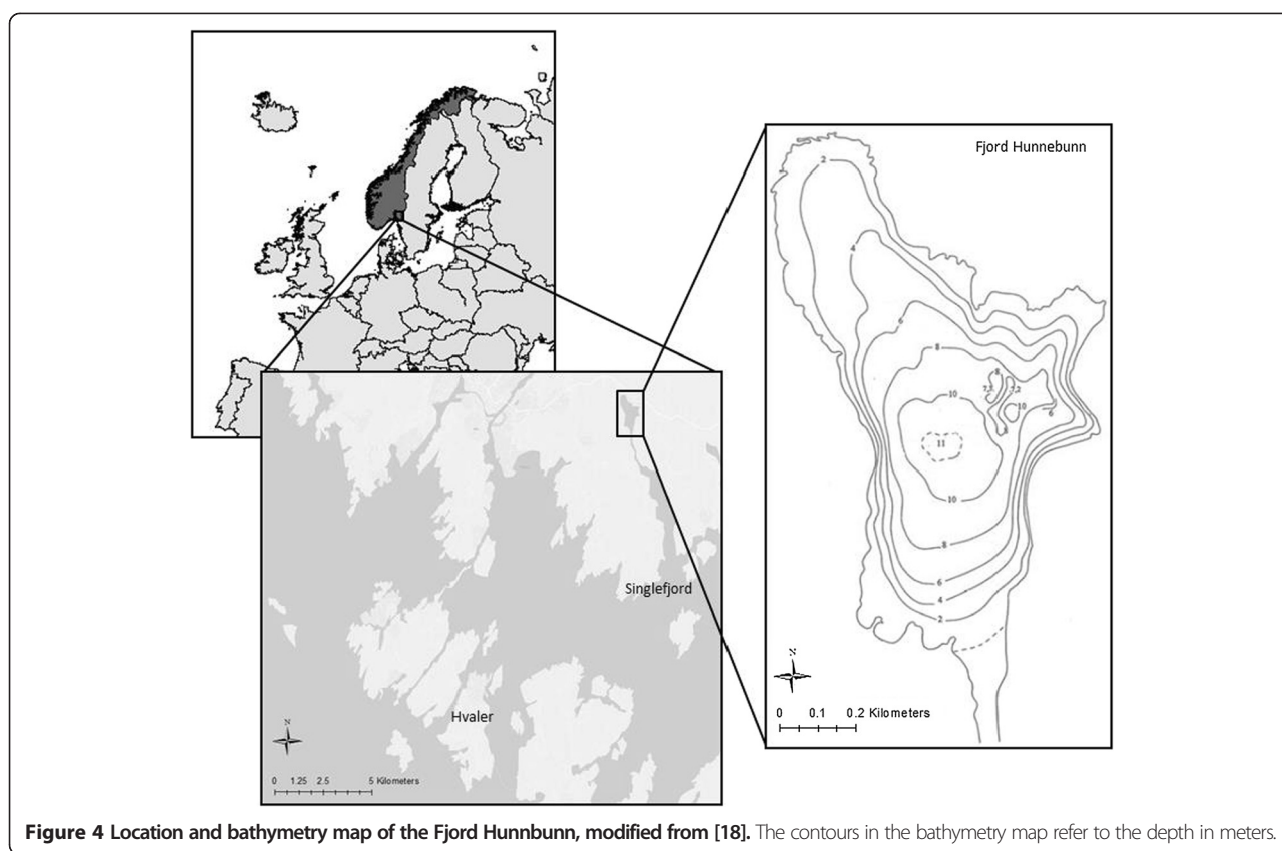 Fjord Hunnebunn
2
4
6
8
8
7,2
10
10
6
11
10
8
6
4
2
N
0 0.1 0.2 Kilometers
Singlefjord
Hvaler
N
0 1.25 2.5 5 Kilometers
Figure 4 Location and bathymetry map of the Fjord Hunnbunn, modified from [18]. The contours in the bathymetry map refer to the depth in meters.